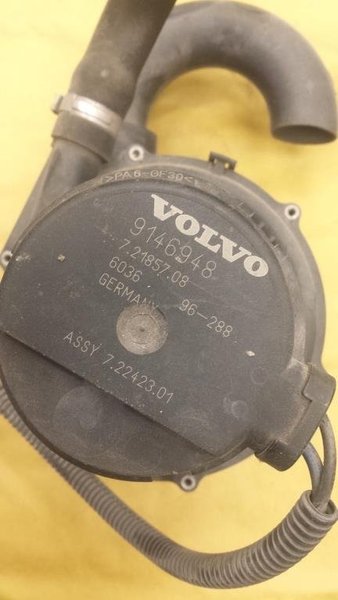 >PA6-GF30<
VOLVO
9146948
7.21857.08
6036 96-288
GERMANY
ASSY 7.22423.01